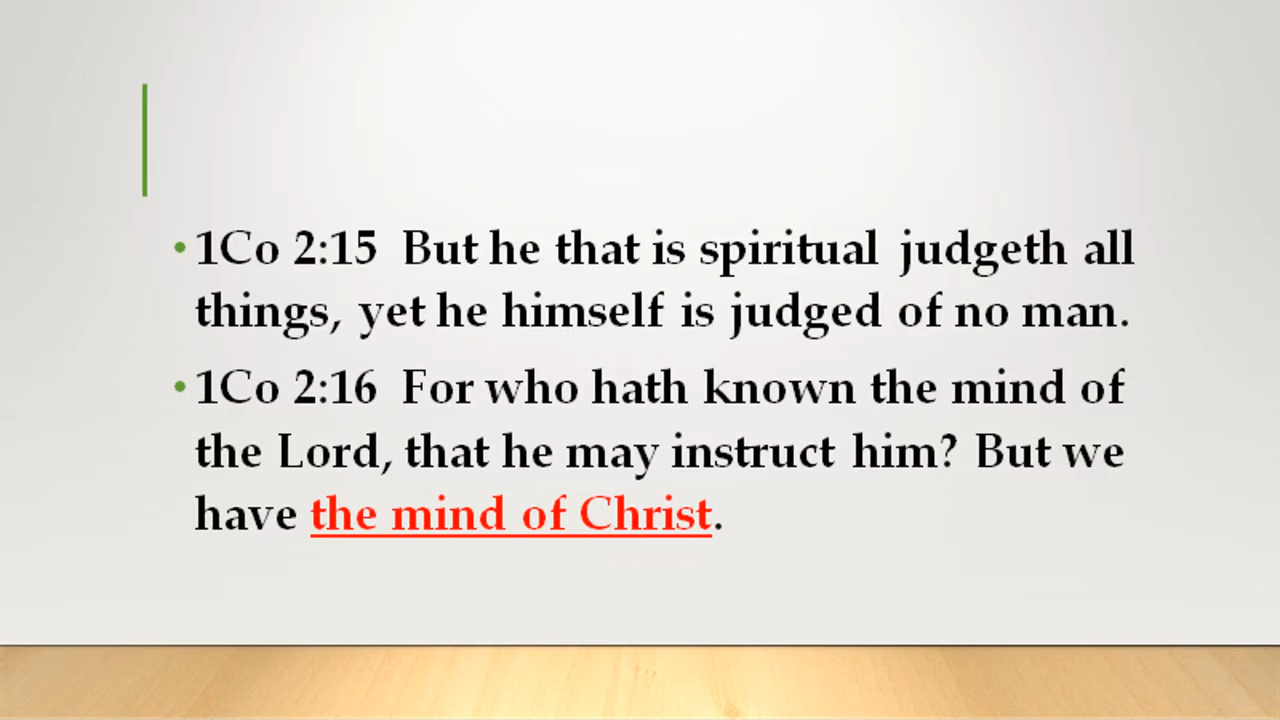 • 1Co 2:15  But he that is spiritual judgeth all
things, yet he himself is judged of no man.
• 1Co 2:16  For who hath known the mind of
the Lord, that he may instruct him? But we
have the mind of Christ.